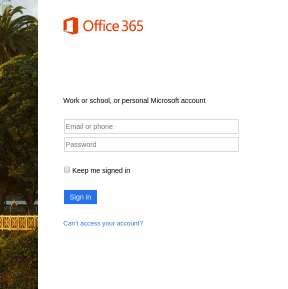 Office 365
Work or school, or personal Microsoft account
Email or phone
Password
Keep me signed in
Sign in
Can't access your account?